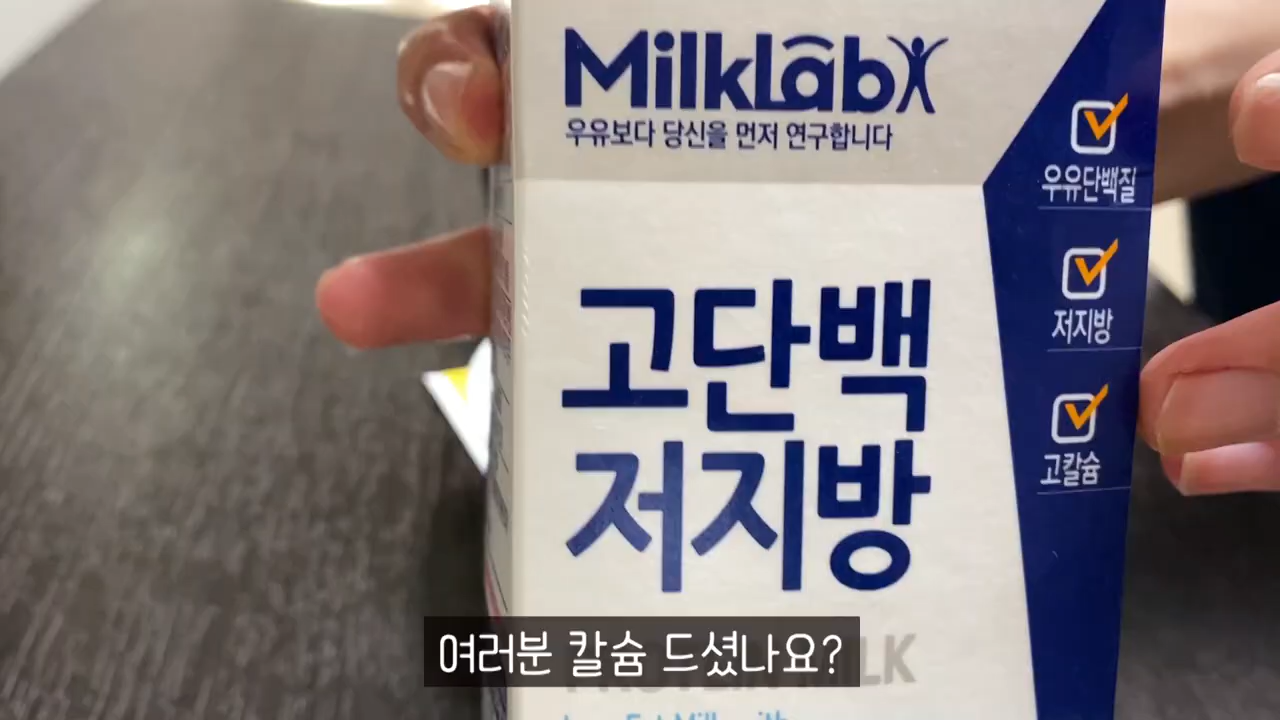 MilkLab
우유보다 당신을 먼저 연구합니다
우유단백질
저지방
고칼슘
고단백
저지방
여러분 칼슘 드셨나요?